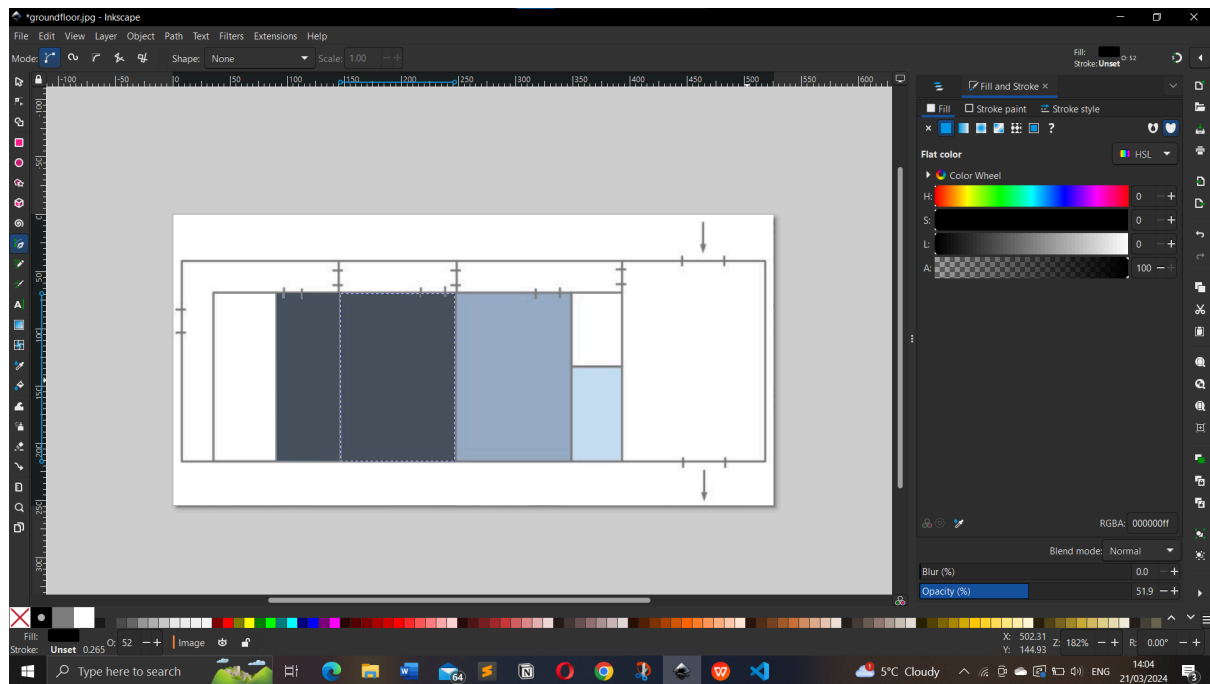 *groundfloor.jpg - Inkscape
File Edit View Layer Object Path Text Filters Extensions Help
Mode: Shape: None Scale: 1.00
Fill: O: 52
Stroke: Unset
-100 -50 0 50 100 150 200 250 300 350 400 450 500 550 600
Fill and Stroke ×
Fill Stroke paint Stroke style
× ?
Flat color HSL
Color Wheel
H: 0 − +
S: 0 − +
L: 0 − +
A: 100 − +
RGBA: 000000ff
Blend mode: Normal
Blur (%) 0.0 − +
Opacity (%) 51.9 − +
Fill: O: 52 − + Image
Stroke: Unset 0.265
X: 502.31 Z: 182% − + R: 0.00° − +
Y: 144.93
Type here to search 64 5°C Cloudy ENG 14:04
21/03/2024 3